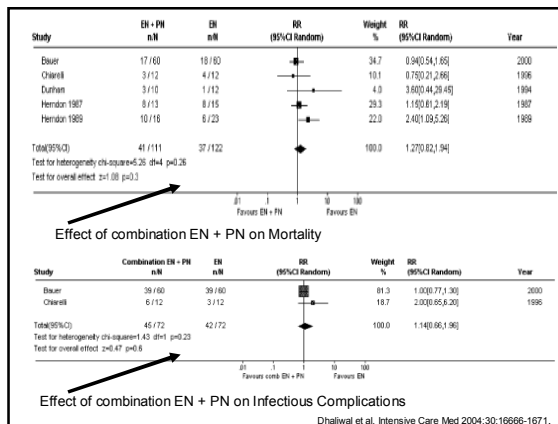 EN + PN EN RR Weight RR
Study n/N n/N (95%CI Random) % (95%CI Random) Year
Bauer 17 / 60 18 / 60 34.7 0.94[0.54,1.65] 2000
Chiarelli 3 / 12 4 / 12 10.1 0.75[0.21,2.66] 1996
Dunham 3 / 10 1 / 12 4.0 3.60[0.44,29.45] 1994
Herndon 1987 8 / 13 8 / 15 29.3 1.15[0.61,2.19] 1987
Herndon 1989 10 / 16 6 / 23 22.0 2.40[1.09,5.26] 1989
Total(95%CI) 41 / 111 37 / 122 100.0 1.27[0.82,1.94]
Test for heterogeneity chi-square=5.26 df=4 p=0.26
Test for overall effect z=1.08 p=0.3
.01 .1 1 10 100
Favours EN + PN Favours EN
Effect of combination EN + PN on Mortality
Combination EN + PN EN RR Weight RR
Study n/N n/N (95%CI Random) % (95%CI Random) Year
Bauer 39 / 60 39 / 60 81.3 1.00[0.77,1.30] 2000
Chiarelli 6 / 12 3 / 12 18.7 2.00[0.65,6.20] 1996
Total(95%CI) 45 / 72 42 / 72 100.0 1.14[0.66,1.96]
Test for heterogeneity chi-square=1.43 df=1 p=0.23
Test for overall effect z=0.47 p=0.6
.01 .1 1 10 100
Favours comb EN + PN Favours EN
Effect of combination EN + PN on Infectious Complications
Dhaliwal et al. Intensive Care Med 2004:30:16666-1671.